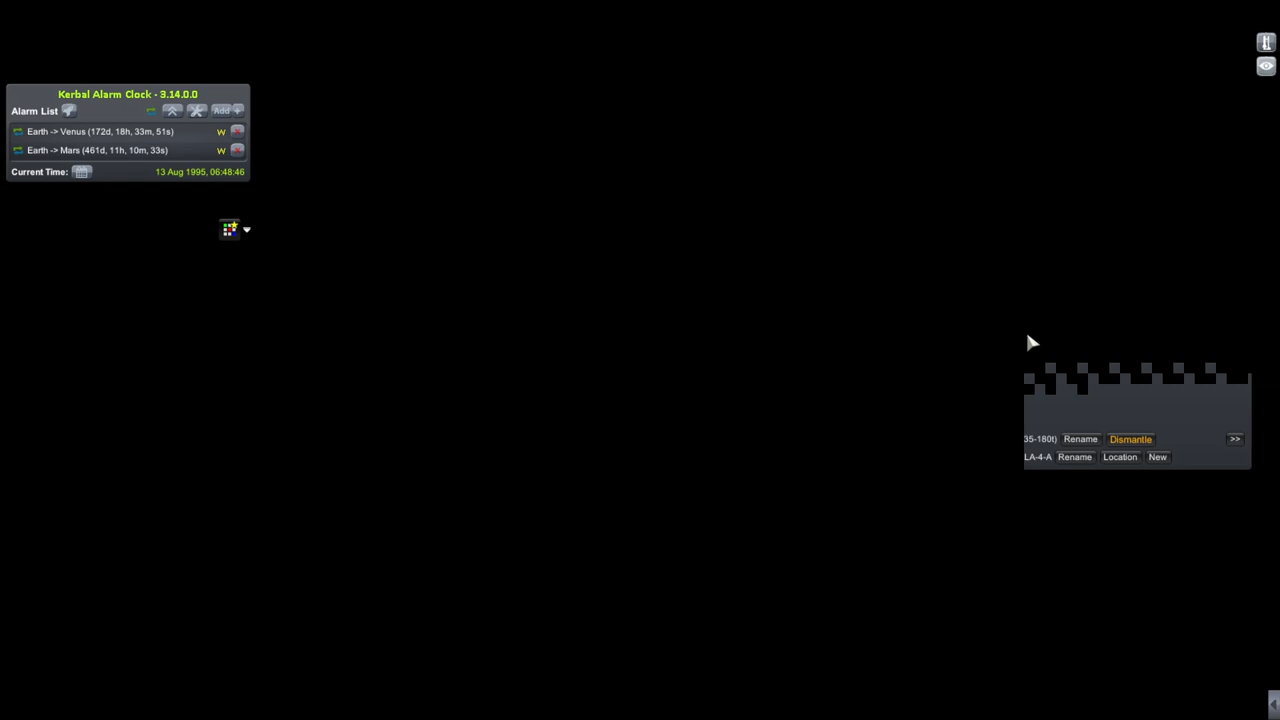 Kerbal Alarm Clock - 3.14.0.0
Alarm List Add +
Earth -> Venus (172d, 18h, 33m, 51s) W
Earth -> Mars (461d, 11h, 10m, 33s) W
Current Time: 13 Aug 1995, 06:48:46
35-180t) Rename Dismantle >>
LA-4-A Rename Location New